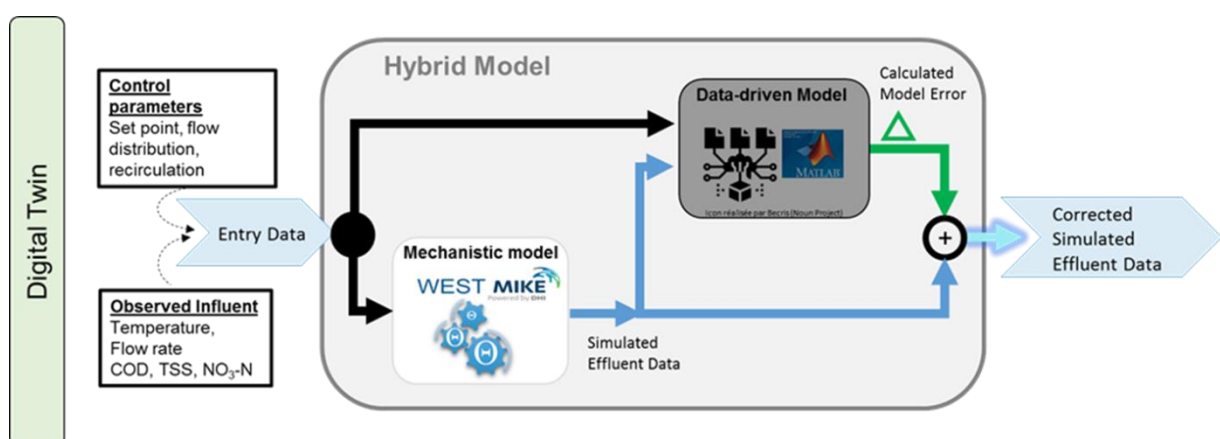 Digital Twin
Control
parameters
Set point, flow
distribution,
recirculation
Entry Data
Observed Influent
Temperature,
Flow rate
COD, TSS, NO₃-N
Hybrid Model
Mechanistic model
WEST MIKE
Powered by DHI
Simulated
Effluent Data
Data-driven Model
MATLAB
Icon réalisée par Becris (Noun Project)
Calculated
Model Error
+
Corrected
Simulated
Effluent Data